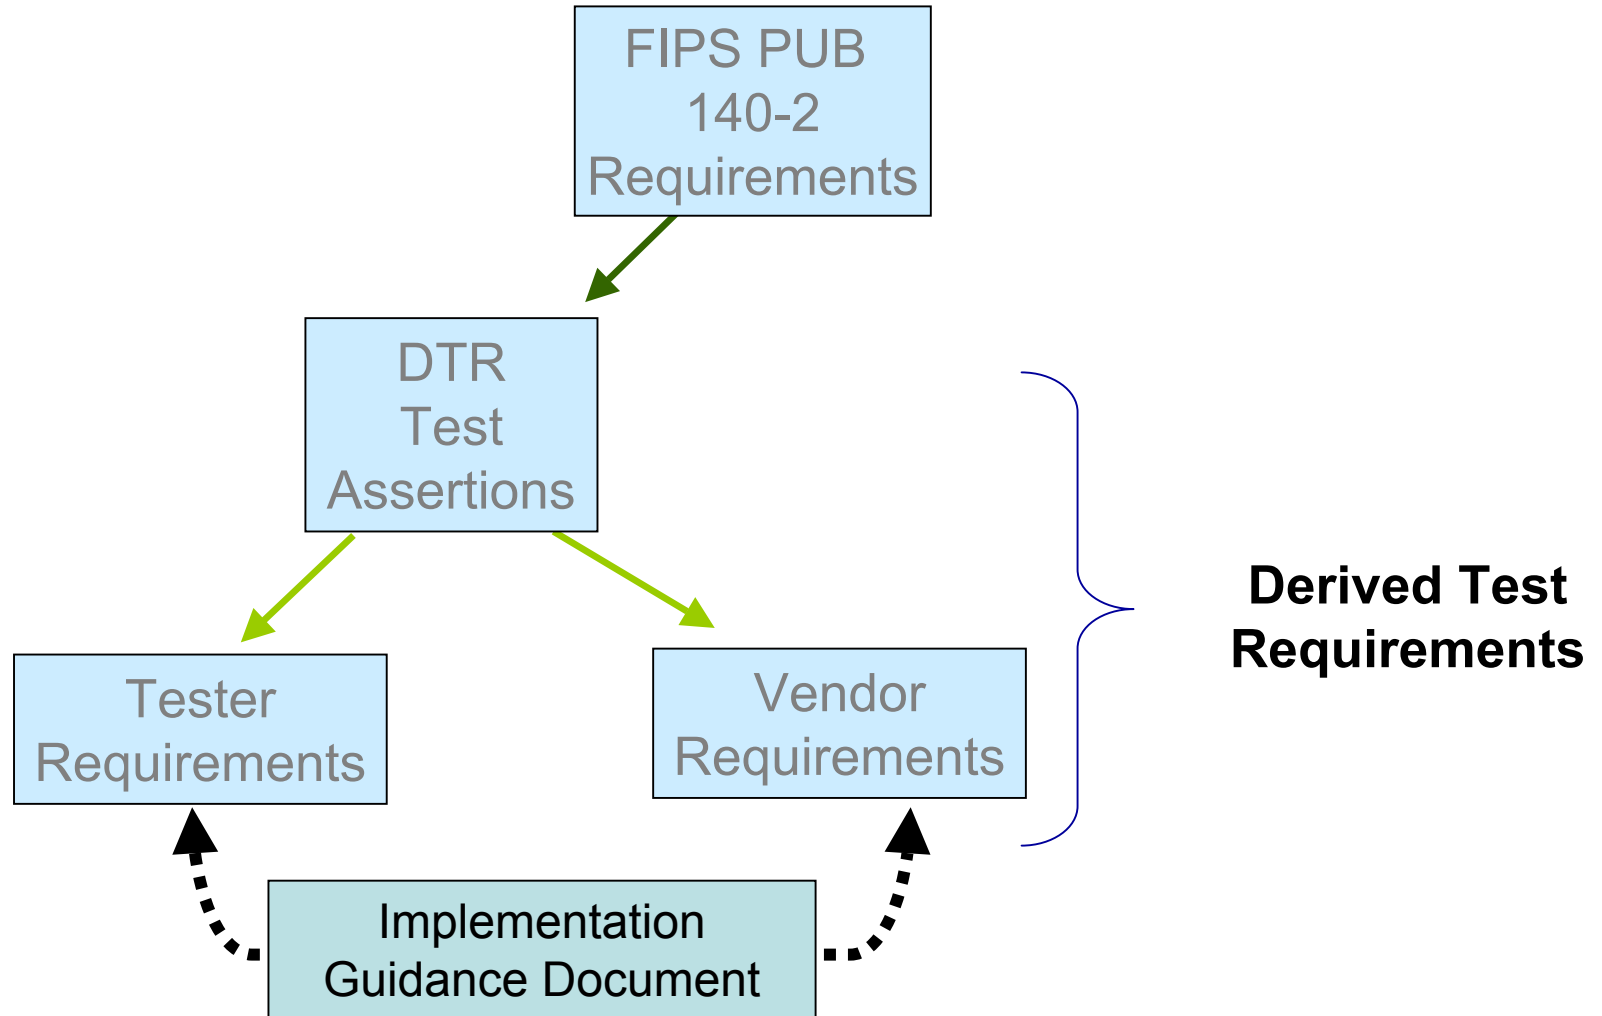 FIPS PUB
140-2
Requirements
DTR
Test
Assertions
Derived Test
Requirements
Tester
Requirements
Vendor
Requirements
Implementation
Guidance Document